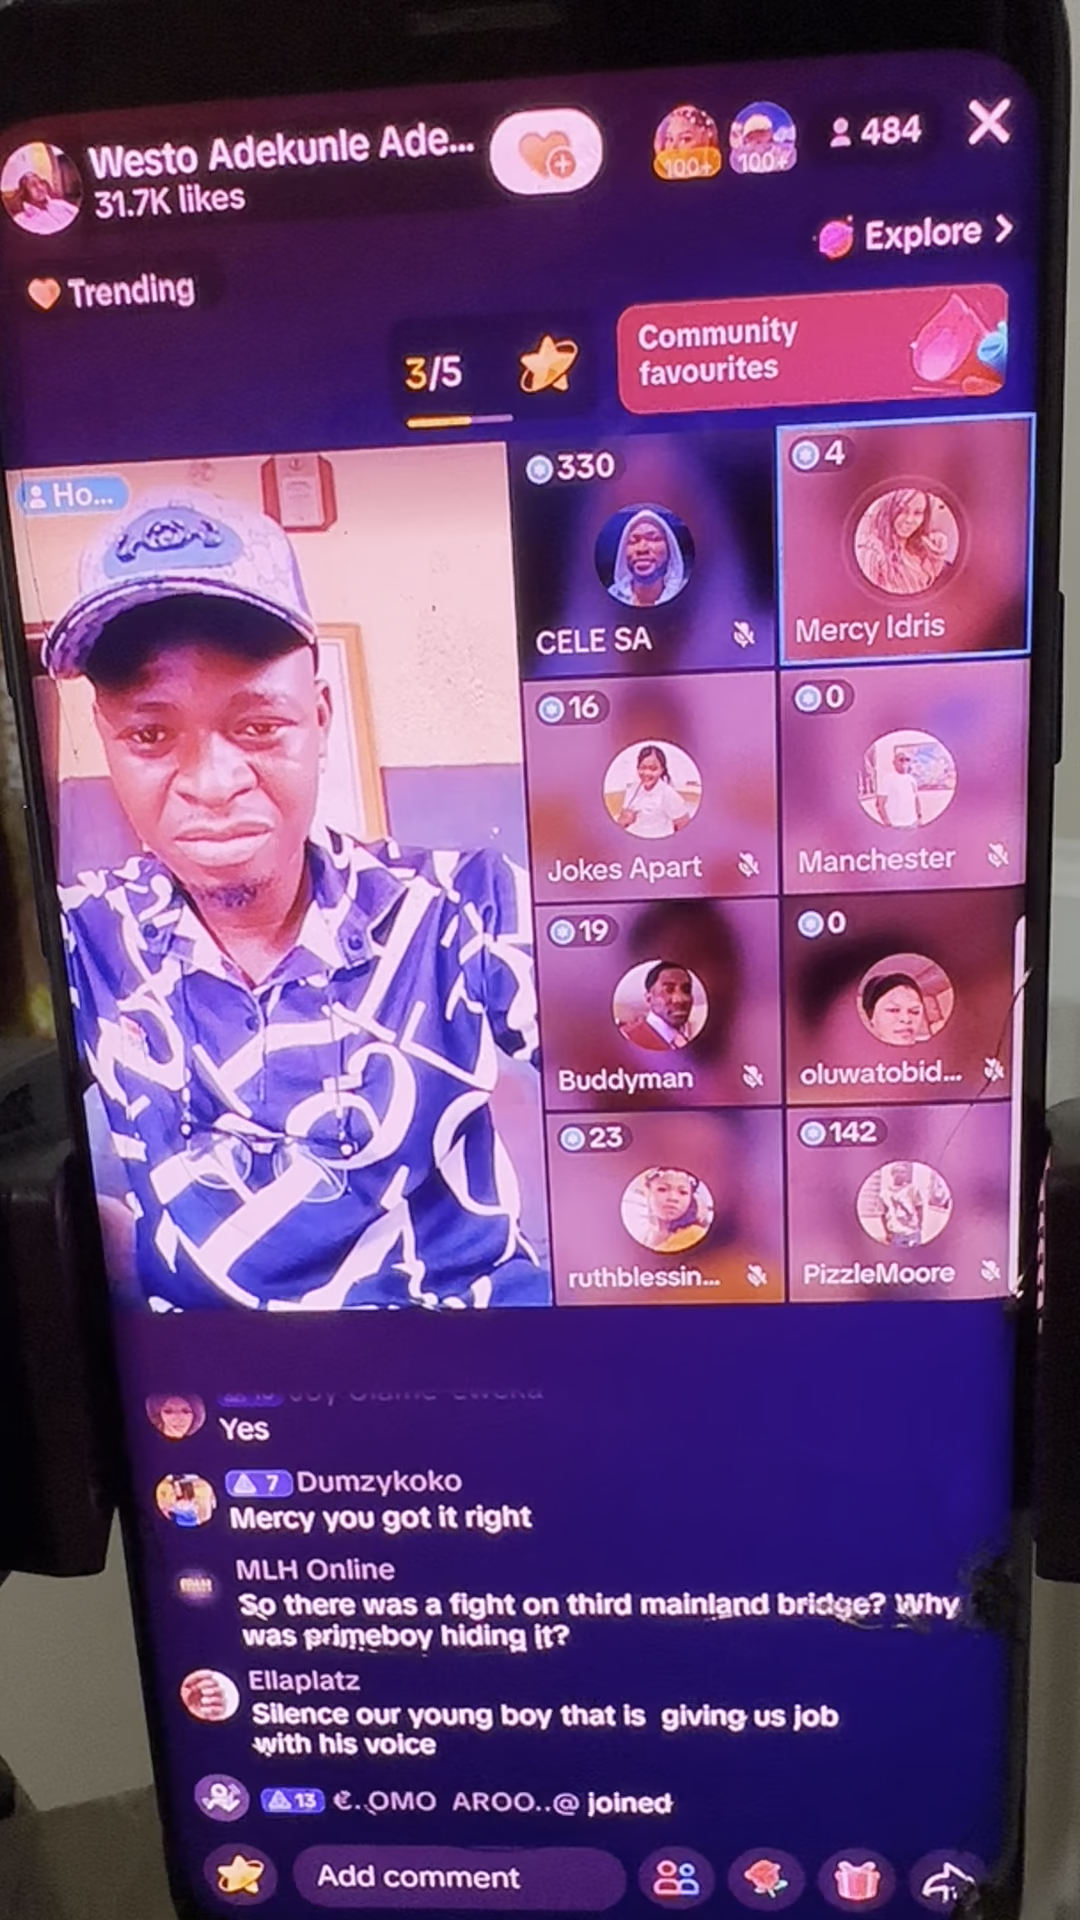 Westo Adekunle Ade...
31.7K likes
100+
100+
484
Explore
Trending
3/5
Community
favourites
Ho...
330
CELE SA
4
Mercy Idris
16
Jokes Apart
0
Manchester
19
Buddyman
0
oluwatobid...
23
ruthblessin...
142
PizzleMoore
Yes
7 Dumzykoko
Mercy you got it right
MLH Online
So there was a fight on third mainland bridge? Why
was primeboy hiding it?
Ellaplatz
Silence our young boy that is giving us job
with his voice
13 €..OMO AROO..@ joined
Add comment